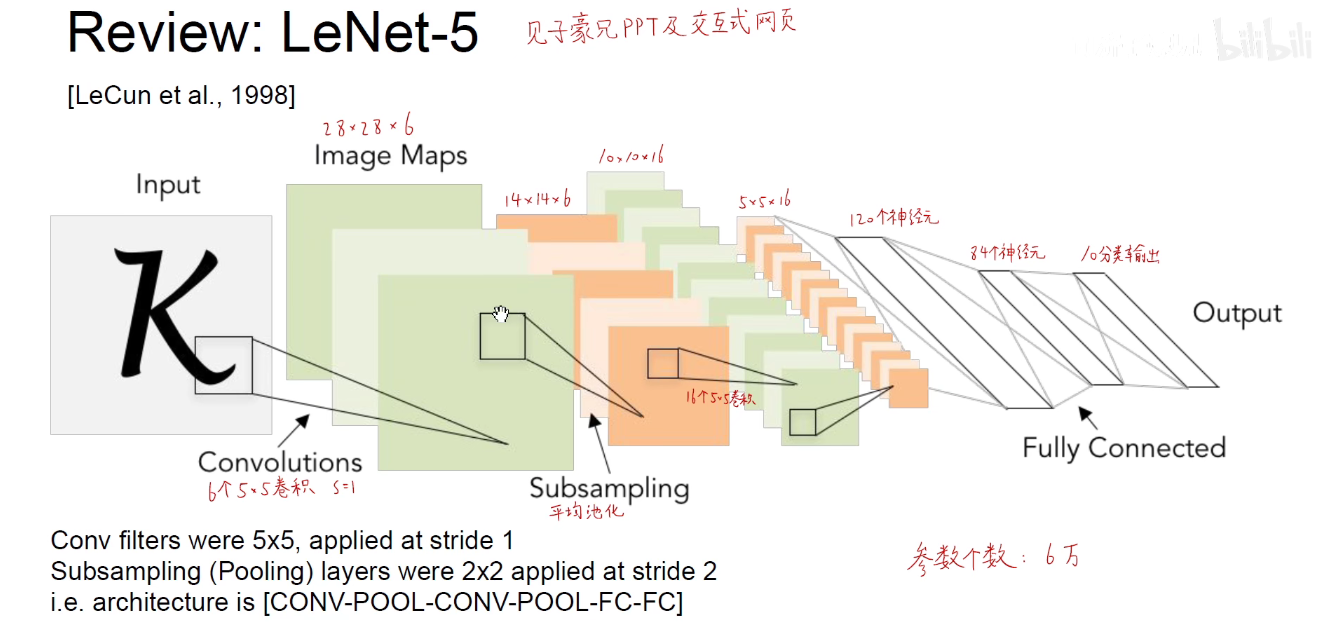 Review: LeNet-5
见子豪兄PPT及交互式网页
bilibili
[LeCun et al., 1998]
28×28×6
Image Maps
Input
10×10×16
14×14×6
5×5×16
120个神经元
84个神经元
10分类输出
Output
16个5×5卷积
Convolutions
6个5×5卷积 S=1
Subsampling
平均池化
Fully Connected
Conv filters were 5x5, applied at stride 1
Subsampling (Pooling) layers were 2x2 applied at stride 2
i.e. architecture is [CONV-POOL-CONV-POOL-FC-FC]
参数个数：6万